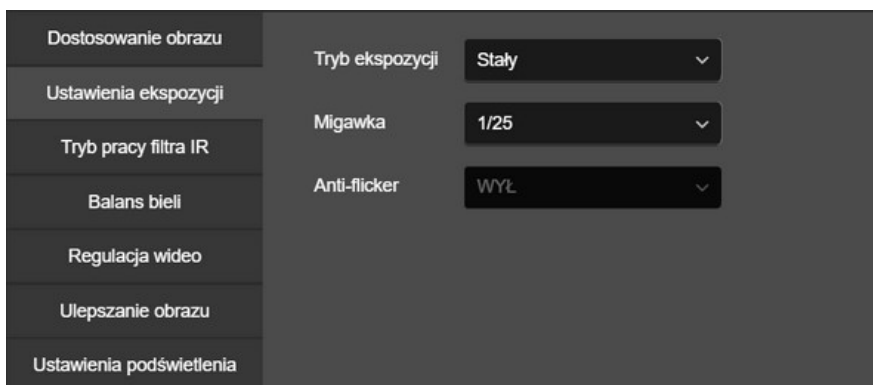 Dostosowanie obrazu
Ustawienia ekspozycji
Tryb pracy filtra IR
Balans bieli
Regulacja wideo
Ulepszanie obrazu
Ustawienia podświetlenia
Tryb ekspozycji Stały
Migawka 1/25
Anti-flicker WYŁ